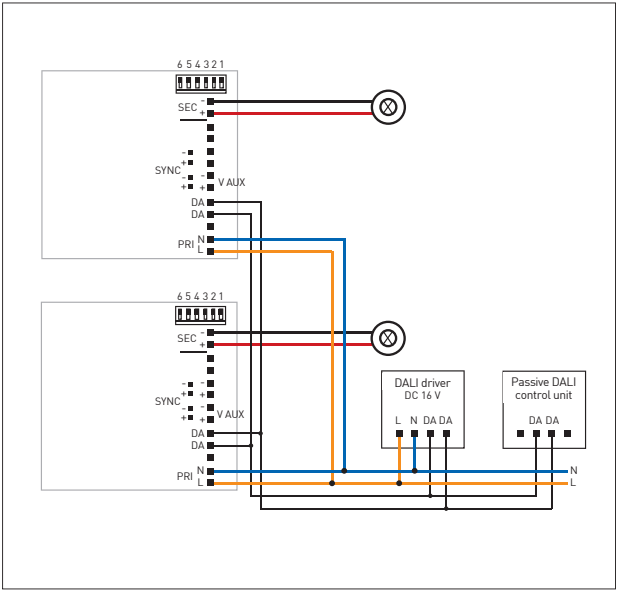 6 5 4 3 2 1
SEC
-
+
-
+
SYNC
-
+
-
+
V AUX
DA
DA
PRI
N
L
6 5 4 3 2 1
SEC
-
+
-
+
-
+
SYNC
-
+
-
+
V AUX
DA
DA
PRI
N
L
DALI driver
DC 16 V
L N DA DA
Passive DALI
control unit
DA DA
N
L